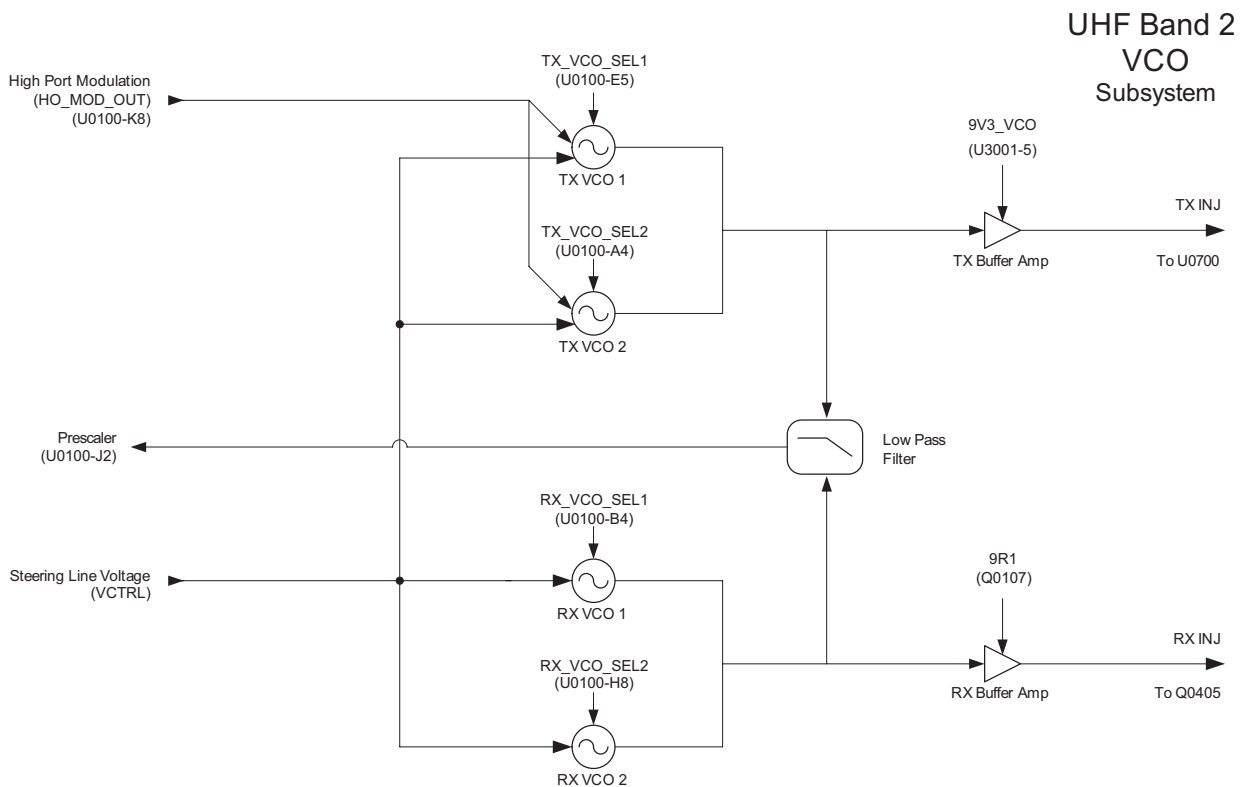 UHF Band 2
VCO
Subsystem
TX_VCO_SEL1
(U0100-E5)
High Port Modulation
(HO_MOD_OUT)
(U0100-K8)
9V3_VCO
(U3001-5)
TX VCO 1
TX INJ
TX_VCO_SEL2
(U0100-A4)
TX Buffer Amp
To U0700
TX VCO 2
Prescaler
(U0100-J2)
Low Pass
Filter
RX_VCO_SEL1
(U0100-B4)
9R1
(Q0107)
Steering Line Voltage
(VCTRL)
RX VCO 1
RX INJ
RX_VCO_SEL2
(U0100-H8)
RX Buffer Amp
To Q0405
RX VCO 2